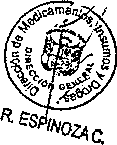 Dirección de Medicamentos, Insumos y Drogas.
DIRECCIÓN GENERAL
R. ESPINOZA C.